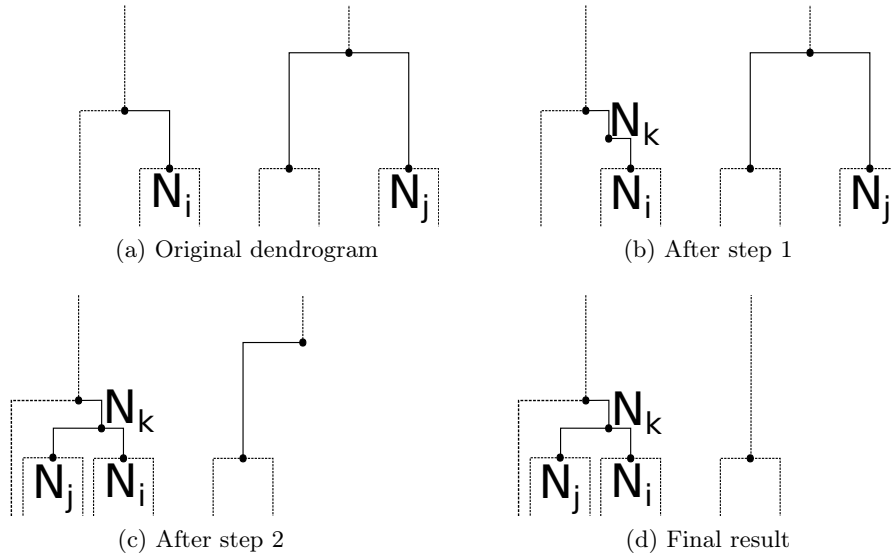 N_i
N_j
N_k
N_i
N_j
(a) Original dendrogram
(b) After step 1
N_k
N_j
N_i
N_k
N_j
N_i
(c) After step 2
(d) Final result